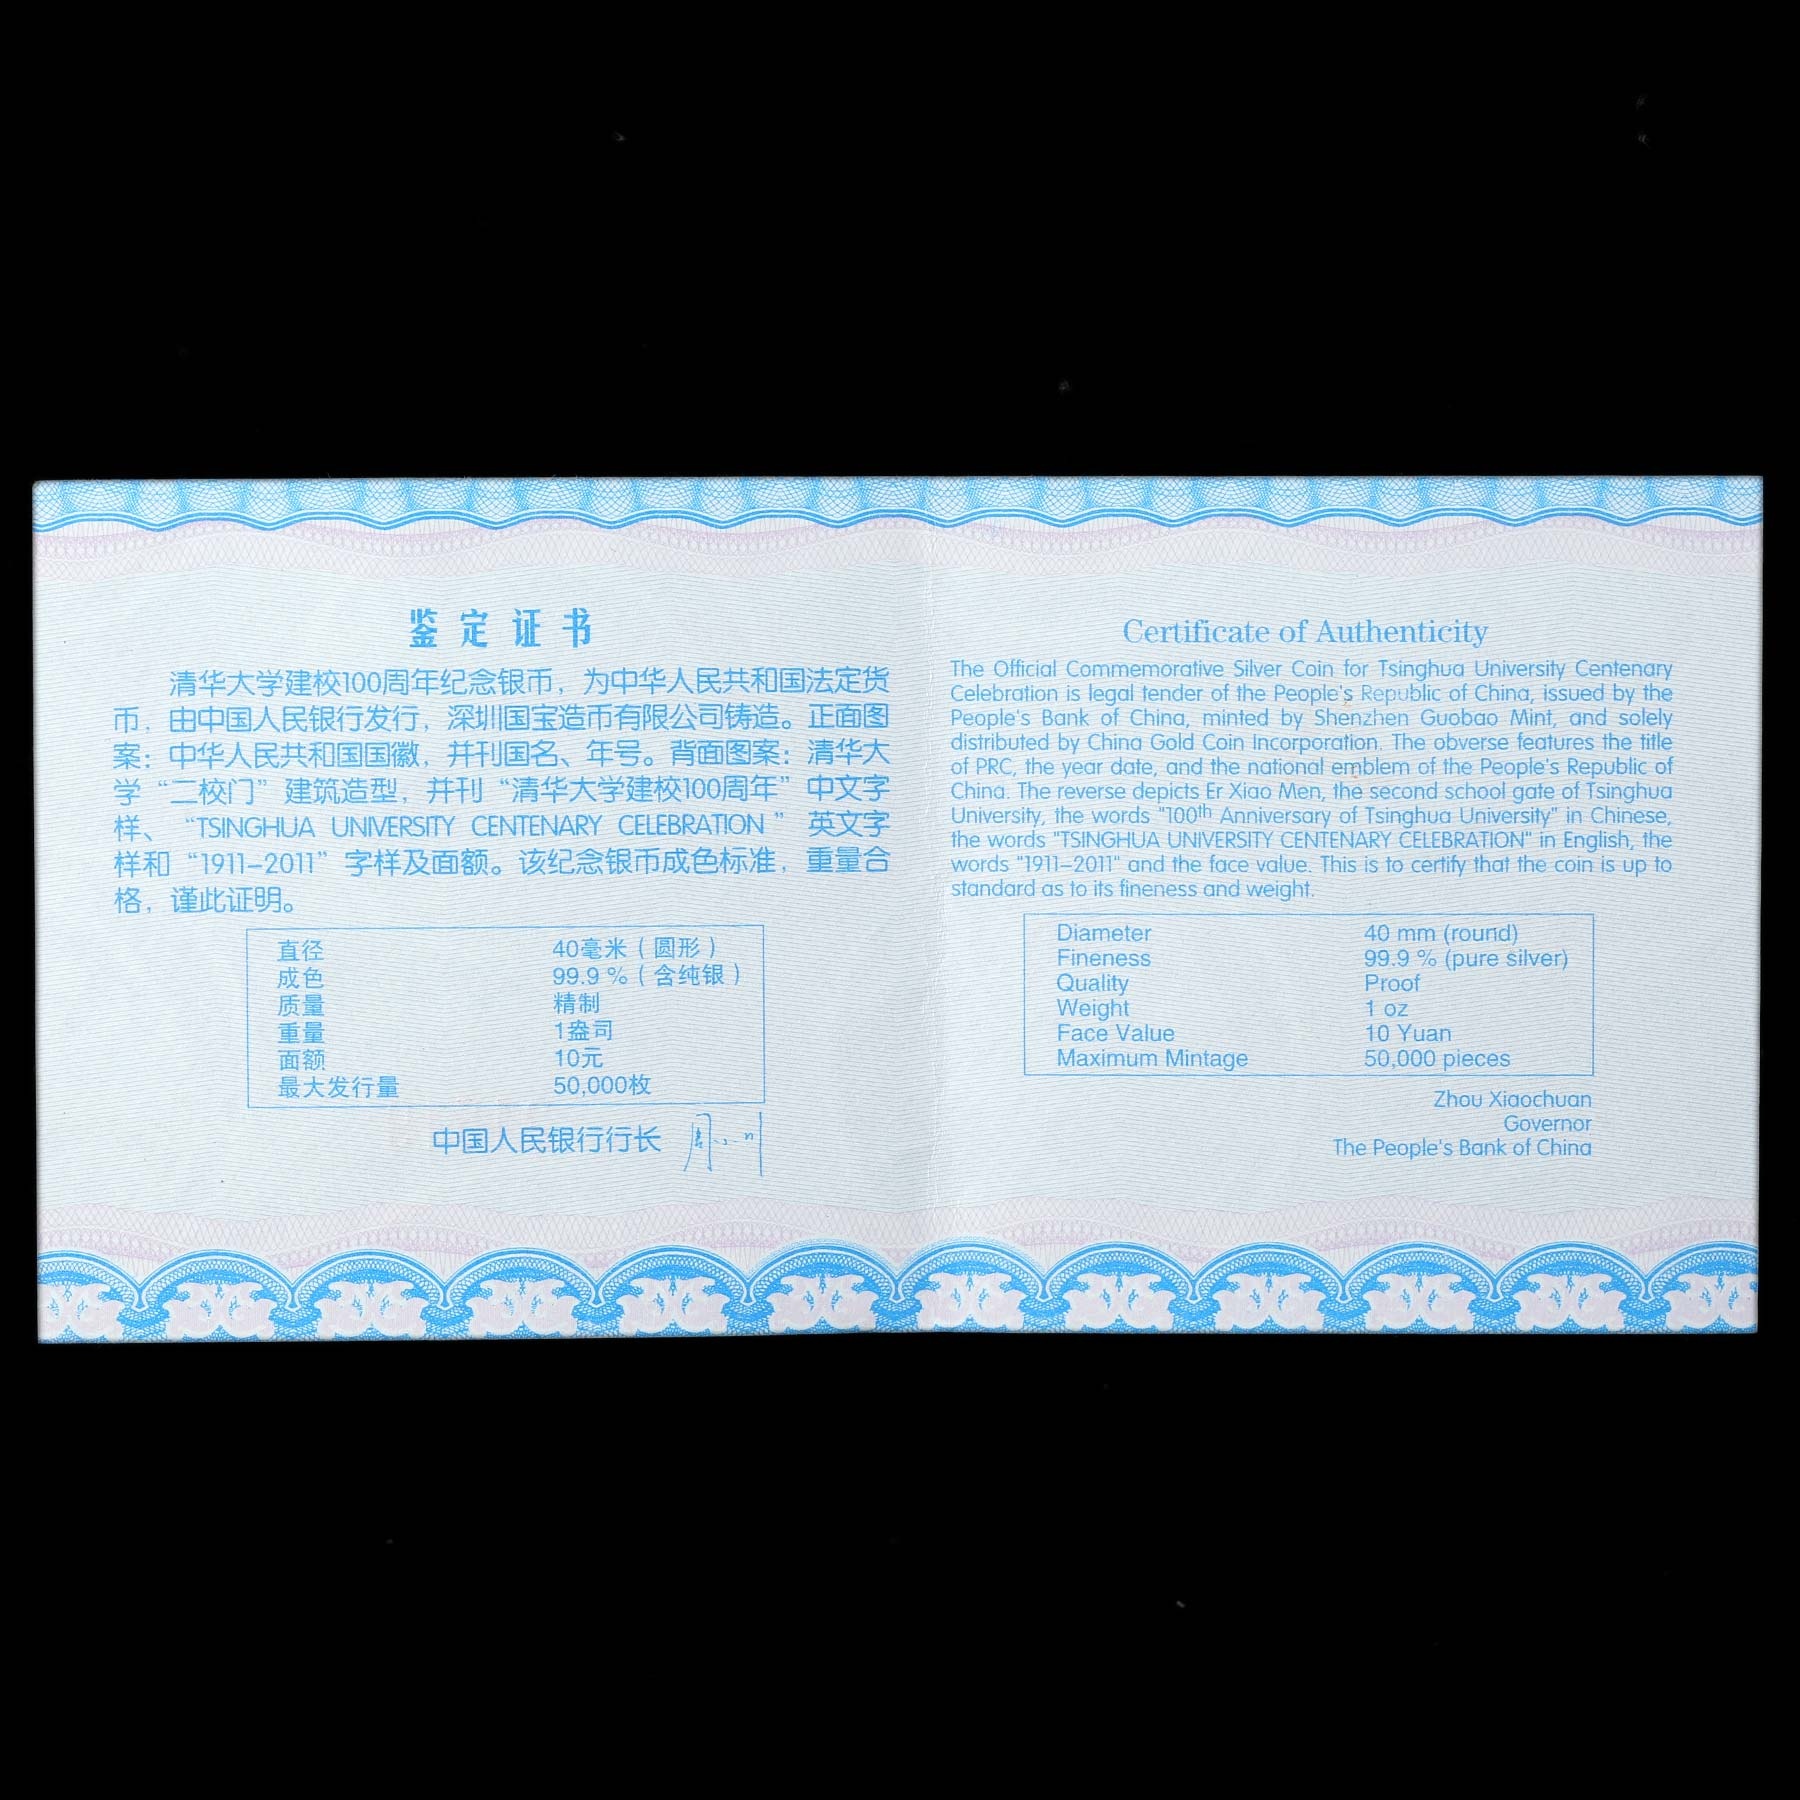 鉴定证书
清华大学建校100周年纪念银币，为中华人民共和国法定货
币，由中国人民银行发行，深圳国宝造币有限公司铸造。正面图
案：中华人民共和国国徽，并刊国名、年号。背面图案：清华大
学“二校门”建筑造型，并刊“清华大学建校100周年”中文字
样、“TSINGHUA UNIVERSITY CENTENARY CELEBRATION”英文字
样和“1911-2011”字样及面额。该纪念银币成色标准，重量合
格，谨此证明。
直径 40毫米（圆形）
成色 99.9 %（含纯银）
质量 精制
重量 1盎司
面额 10元
最大发行量 50,000枚
中国人民银行行长
Certificate of Authenticity
The Official Commemorative Silver Coin for Tsinghua University Centenary
Celebration is legal tender of the People's Republic of China, issued by the
People's Bank of China, minted by Shenzhen Guobao Mint, and solely
distributed by China Gold Coin Incorporation. The obverse features the title
of PRC, the year date, and the national emblem of the People's Republic of
China. The reverse depicts Er Xiao Men, the second school gate of Tsinghua
University, the words "100th Anniversary of Tsinghua University" in Chinese,
the words "TSINGHUA UNIVERSITY CENTENARY CELEBRATION" in English, the
words "1911-2011" and the face value. This is to certify that the coin is up to
standard as to its fineness and weight.
Diameter 40 mm (round)
Fineness 99.9 % (pure silver)
Quality Proof
Weight 1 oz
Face Value 10 Yuan
Maximum Mintage 50,000 pieces
Zhou Xiaochuan
Governor
The People's Bank of China